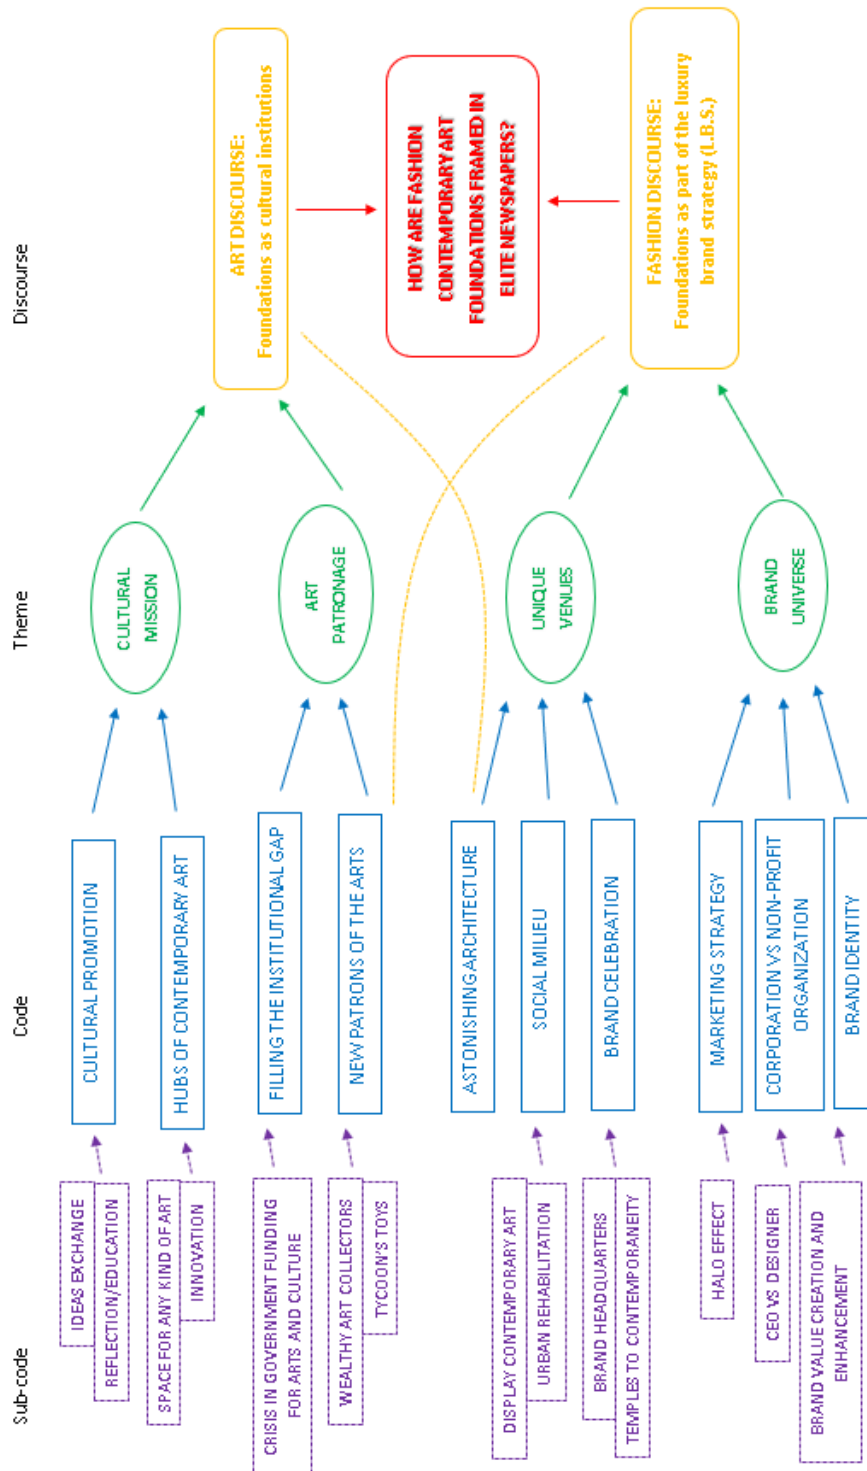 Sub-code
Code
Theme
Discourse
IDEAS EXCHANGE
REFLECTION/EDUCATION
SPACE FOR ANY KIND OF ART
INNOVATION
CRISIS IN GOVERNMENT FUNDING
FOR ARTS AND CULTURE
WEALTHY ART COLLECTORS
TYCOON'S TOYS
DISPLAY CONTEMPORARY ART
URBAN REHABILITATION
BRAND HEADQUARTERS
TEMPLES TO CONTEMPORANEITY
HALO EFFECT
CEO VS DESIGNER
BRAND VALUE CREATION AND
ENHANCEMENT
CULTURAL PROMOTION
HUBS OF CONTEMPORARY ART
FILLING THE INSTITUTIONAL GAP
NEW PATRONS OF THE ARTS
ASTONISHING ARCHITECTURE
SOCIAL MILIEU
BRAND CELEBRATION
MARKETING STRATEGY
CORPORATION VS NON-PROFIT
ORGANIZATION
BRAND IDENTITY
CULTURAL
MISSION
ART
PATRONAGE
UNIQUE
VENUES
BRAND
UNIVERSE
ART DISCOURSE:
Foundations as cultural institutions
HOW ARE FASHION
CONTEMPORARY ART
FOUNDATIONS FRAMED IN
ELITE NEWSPAPERS?
FASHION DISCOURSE:
Foundations as part of the luxury
brand strategy (L.B.S.)